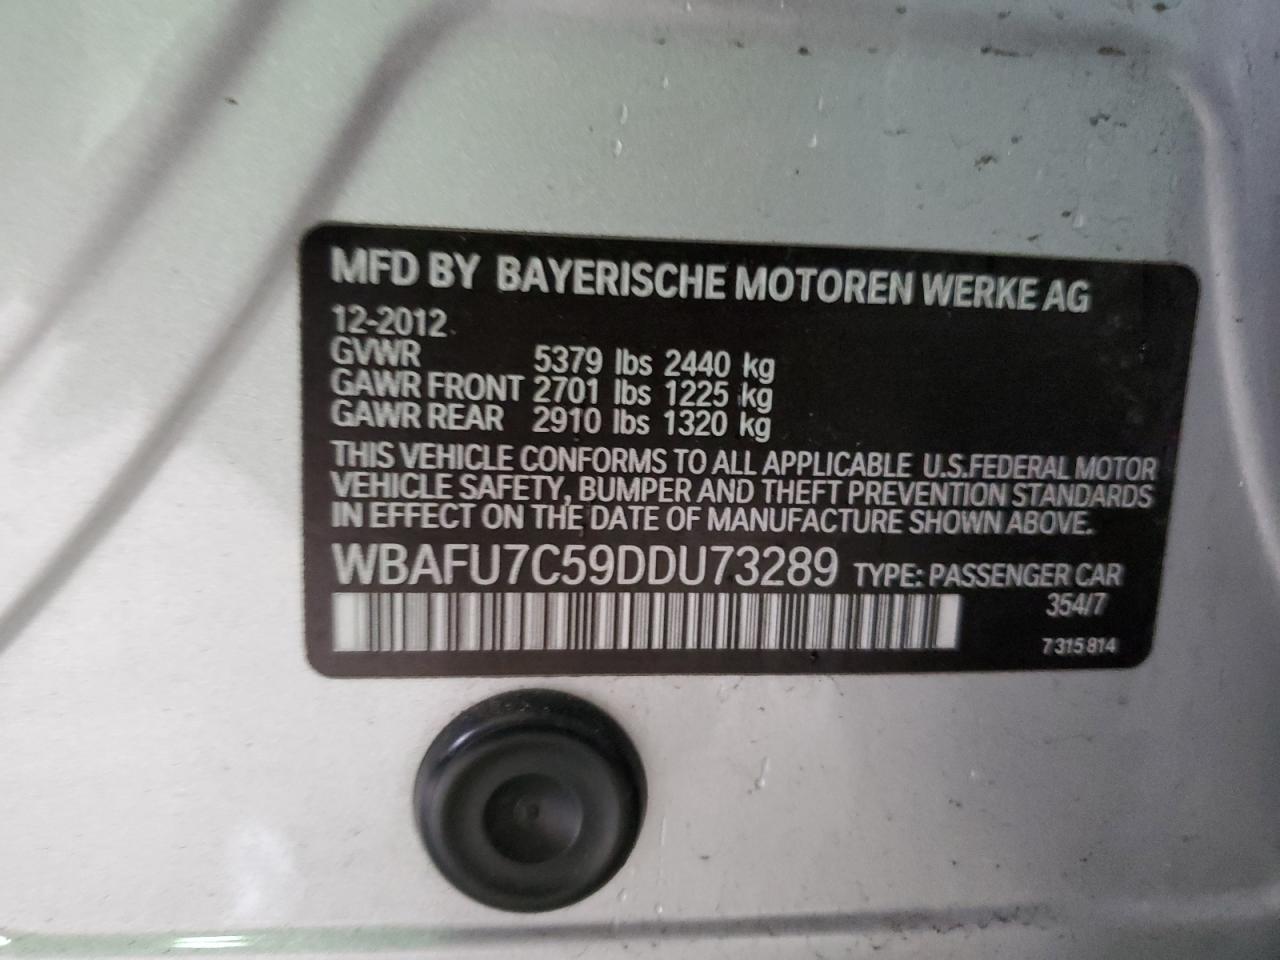 MFD BY BAYERISCHE MOTOREN WERKE AG
12-2012
GVWR 5379 lbs 2440 kg
GAWR FRONT 2701 lbs 1225 kg
GAWR REAR 2910 lbs 1320 kg
THIS VEHICLE CONFORMS TO ALL APPLICABLE U.S.FEDERAL MOTOR
VEHICLE SAFETY, BUMPER AND THEFT PREVENTION STANDARDS
IN EFFECT ON THE DATE OF MANUFACTURE SHOWN ABOVE.
WBAFU7C59DDU73289 TYPE: PASSENGER CAR
354/7
7 315 814